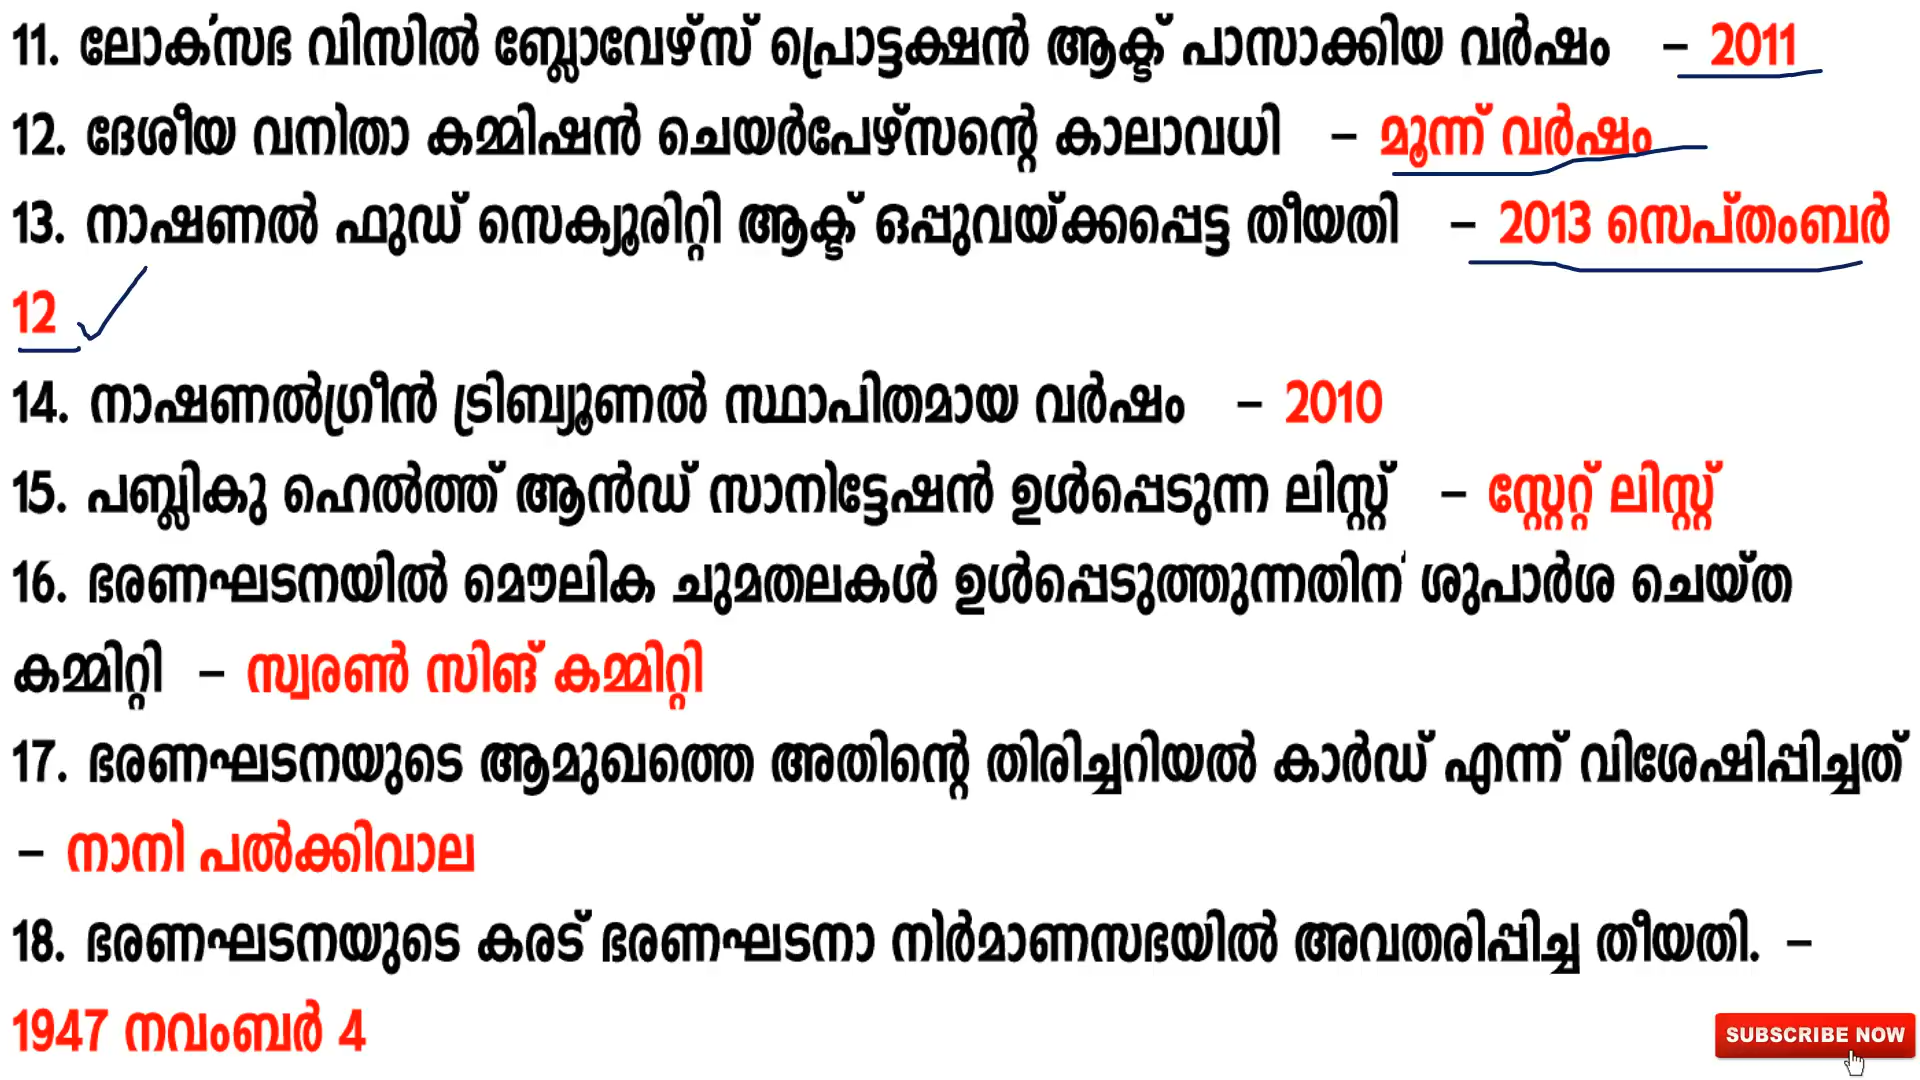 11. ലോക്‌സഭ വിസിൽ ബ്ലോവേഴ്സ് പ്രൊട്ടക്ഷൻ ആക്ട് പാസാക്കിയ വർഷം – 2011
12. ദേശീയ വനിതാ കമ്മിഷൻ ചെയർപേഴ്സന്റെ കാലാവധി – മൂന്ന് വർഷം
13. നാഷണൽ ഫുഡ് സെക്യൂരിറ്റി ആക്ട് ഒപ്പുവയ്ക്കപ്പെട്ട തീയതി – 2013 സെപ്തംബർ
12
14. നാഷണൽഗ്രീൻ ട്രിബ്യൂണൽ സ്ഥാപിതമായ വർഷം – 2010
15. പബ്ലികു ഹെൽത്ത് ആൻഡ് സാനിട്ടേഷൻ ഉൾപ്പെടുന്ന ലിസ്റ്റ് – സ്റ്റേറ്റ് ലിസ്റ്റ്
16. ഭരണഘടനയിൽ മൌലിക ചുമതലകൾ ഉൾപ്പെടുത്തുന്നതിന് ശുപാർശ ചെയ്ത
കമ്മിറ്റി – സ്വരൺ സിങ് കമ്മിറ്റി
17. ഭരണഘടനയുടെ ആമുഖത്തെ അതിന്റെ തിരിച്ചറിയൽ കാർഡ് എന്ന് വിശേഷിപ്പിച്ചത്
– നാനി പൽക്കിവാല
18. ഭരണഘടനയുടെ കരട് ഭരണഘടനാ നിർമാണസഭയിൽ അവതരിപ്പിച്ച തീയതി. –
1947 നവംബർ 4
SUBSCRIBE NOW